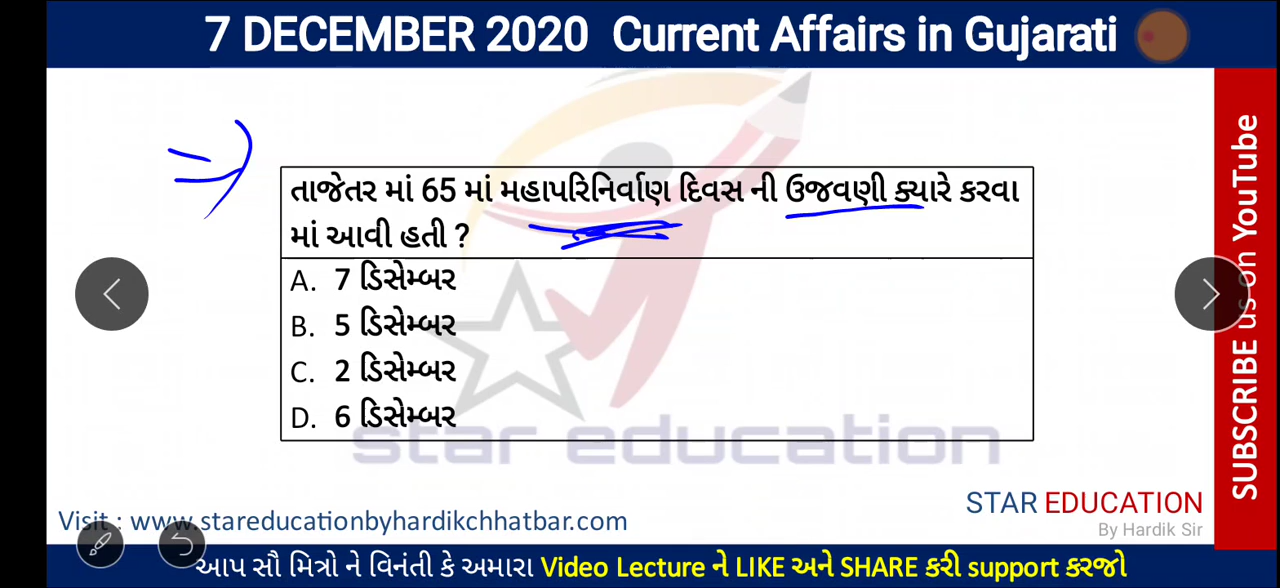 7 DECEMBER 2020 Current Affairs in Gujarati
તાજેતર માં 65 માં મહાપરિનિર્વાણ દિવસ ની ઉજવણી ક્યારે કરવા
માં આવી હતી ?
A. 7 ડિસેમ્બર
B. 5 ડિસેમ્બર
C. 2 ડિસેમ્બર
D. 6 ડિસેમ્બર
star education
SUBSCRIBE us on YouTube
STAR EDUCATION
By Hardik Sir
Visit : www.stareducationbyhardikchhatbar.com
આપ સૌ મિત્રો ને વિનંતી કે અમારા Video Lecture ને LIKE અને SHARE કરી support કરજો